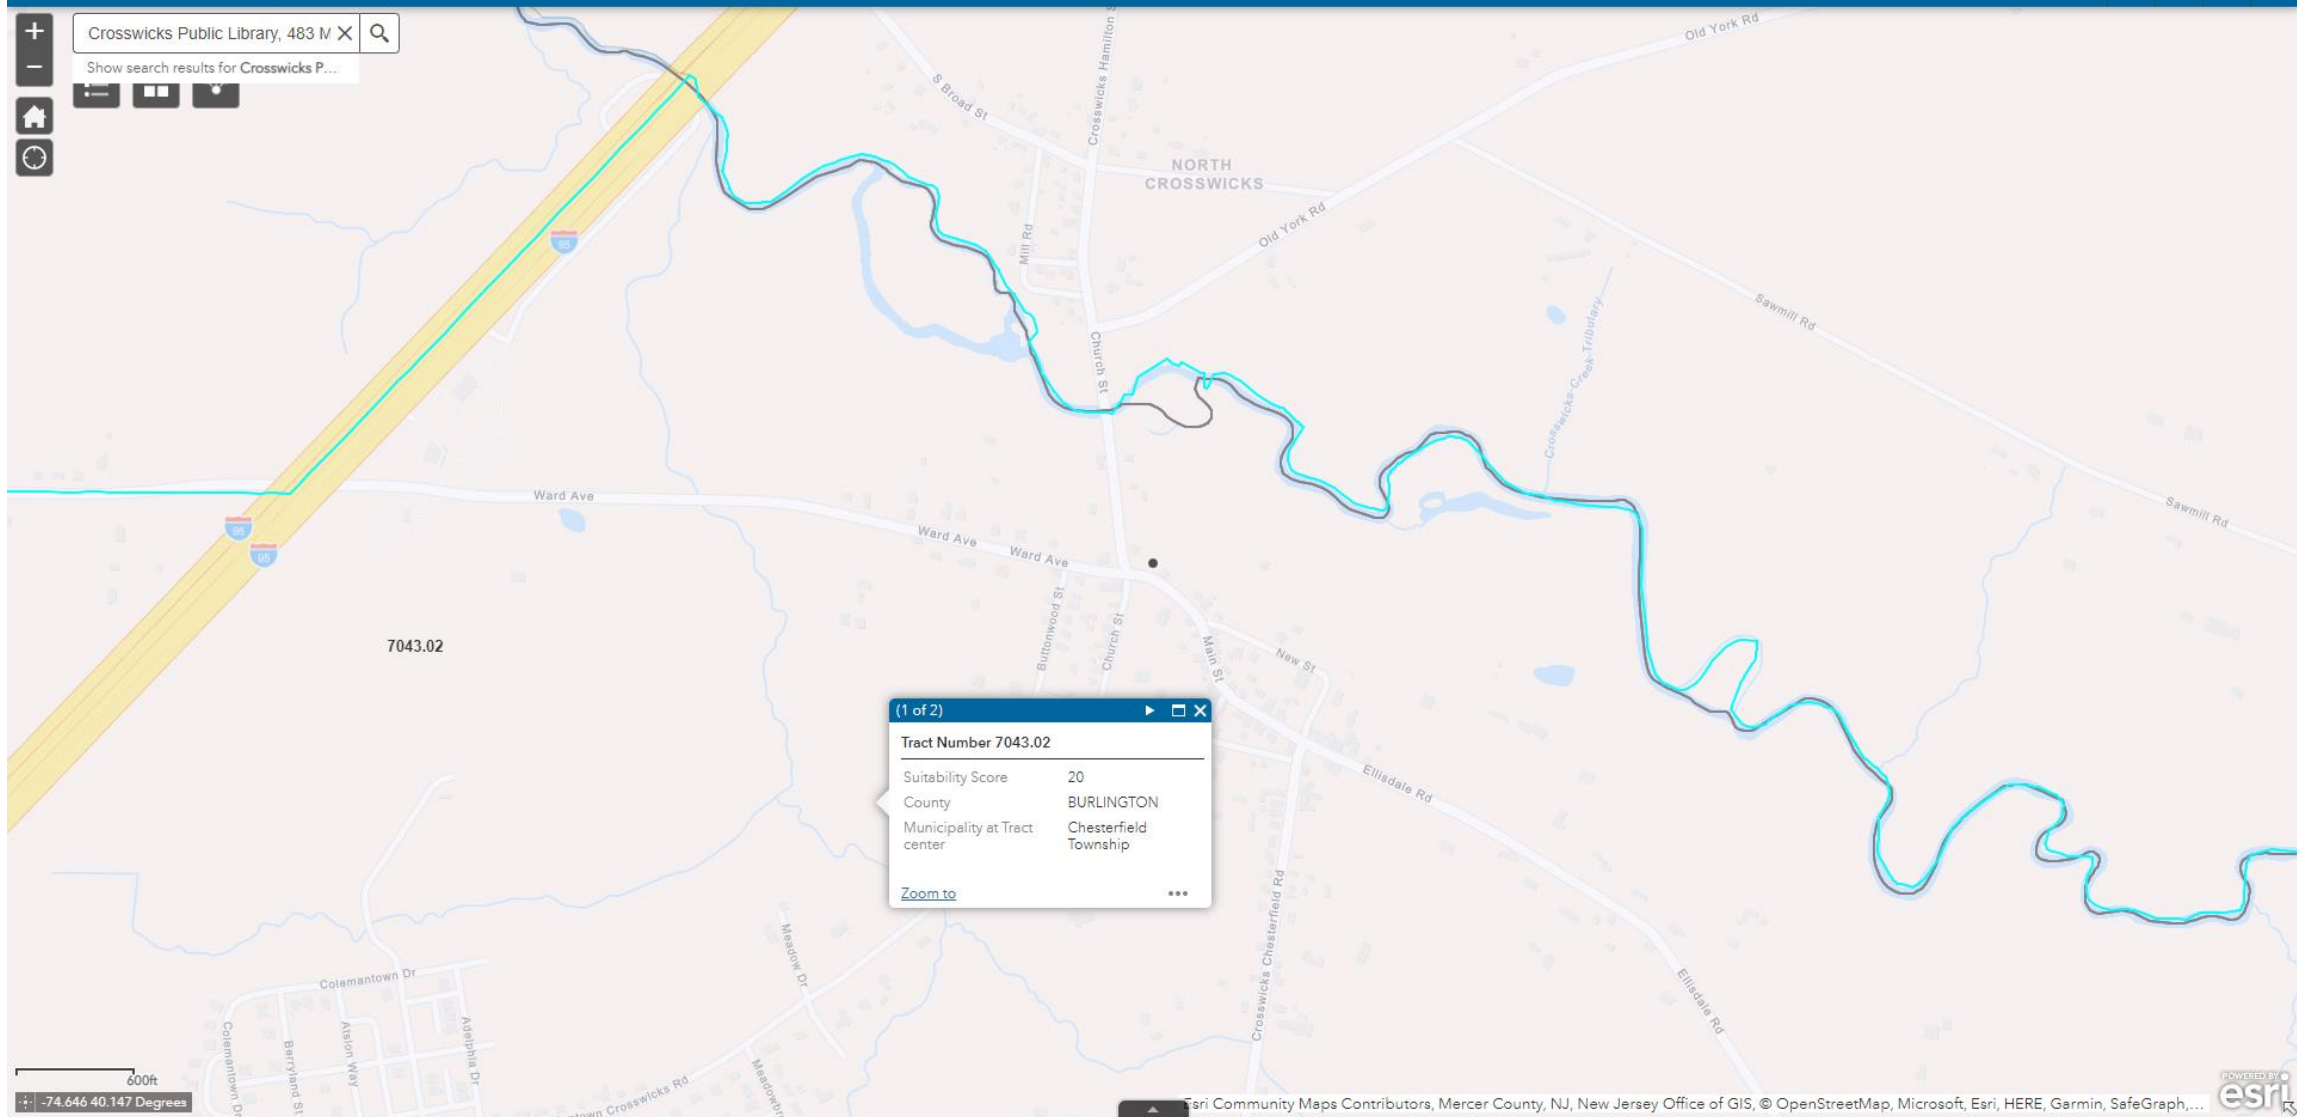 +
Crosswicks Public Library, 483 M
−
Show search results for Crosswicks P...
Old York Rd
Crosswicks Hamilton S
S Broad St
NORTH
CROSSWICKS
Mill Rd
Old York Rd
95
Sawmill Rd
Crosswicks Creek Tributary
Church St
Sawmill Rd
Ward Ave
95
95
Ward Ave
Ward Ave
Buttonwood St
Church St
Main St
New St
7043.02
(1 of 2)
Tract Number 7043.02
Suitability Score 20
County BURLINGTON
Municipality at Tract center Chesterfield Township
Zoom to
Ellisdale Rd
Crosswicks Chesterfield Rd
Meadow Dr
Colemantown Dr
Ellisdale Rd
Colemantown Dr
Berryland St
Atsion Way
Adelphia Dr
Meadowbr
town Crosswicks Rd
600ft
-74.646 40.147 Degrees
Esri Community Maps Contributors, Mercer County, NJ, New Jersey Office of GIS, © OpenStreetMap, Microsoft, Esri, HERE, Garmin, SafeGraph,...
POWERED BY
esri